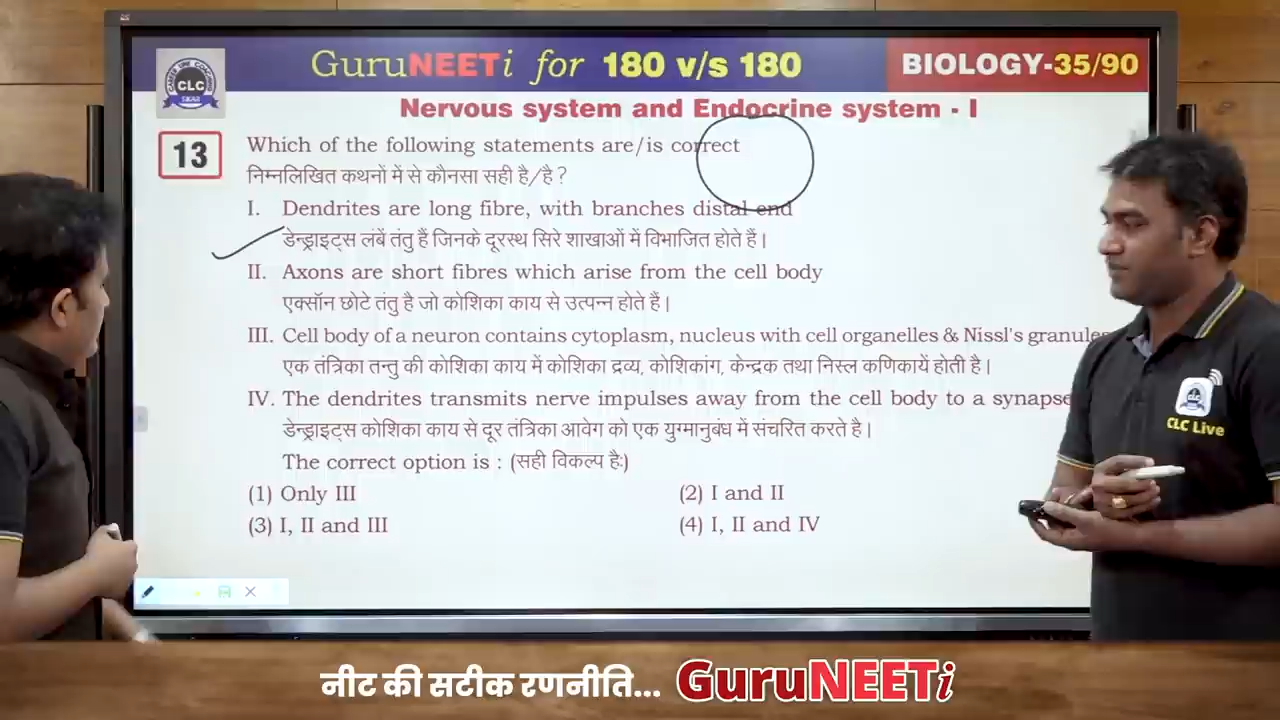 GuruNEETi for 180 v/s 180
BIOLOGY-35/90
CLC
SIKAR
Nervous system and Endocrine system - I
13
Which of the following statements are/is correct
निम्नलिखित कथनों में से कौनसा सही है/है ?
I. Dendrites are long fibre, with branches distal end
डेन्ड्राइट्स लंबें तंतु हैं जिनके दूरस्थ सिरे शाखाओं में विभाजित होते हैं।
II. Axons are short fibres which arise from the cell body
एक्सॉन छोटे तंतु है जो कोशिका काय से उत्पन्न होते हैं।
III. Cell body of a neuron contains cytoplasm, nucleus with cell organelles & Nissl's granules
एक तंत्रिका तन्तु की कोशिका काय में कोशिका द्रव्य, कोशिकांग, केन्द्रक तथा निस्ल कणिकायें होती है।
IV. The dendrites transmits nerve impulses away from the cell body to a synapse
डेन्ड्राइट्स कोशिका काय से दूर तंत्रिका आवेग को एक युग्मानुबंध में संचरित करते है।
The correct option is : (सही विकल्प है:)
(1) Only III
(2) I and II
(3) I, II and III
(4) I, II and IV
CLC
CLC Live
नीट की सटीक रणनीति...
GuruNEETi